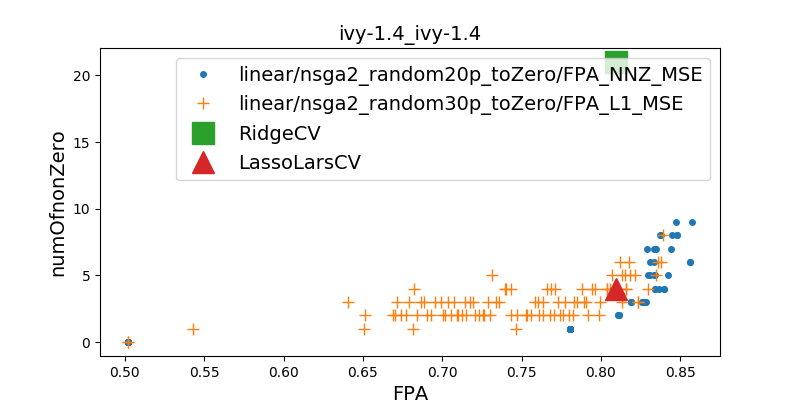 ivy-1.4_ivy-1.4
linear/nsga2_random20p_toZero/FPA_NNZ_MSE
linear/nsga2_random30p_toZero/FPA_L1_MSE
RidgeCV
LassoLarsCV
numOfnonZero
20
15
10
5
0
0.50 0.55 0.60 0.65 0.70 0.75 0.80 0.85
FPA